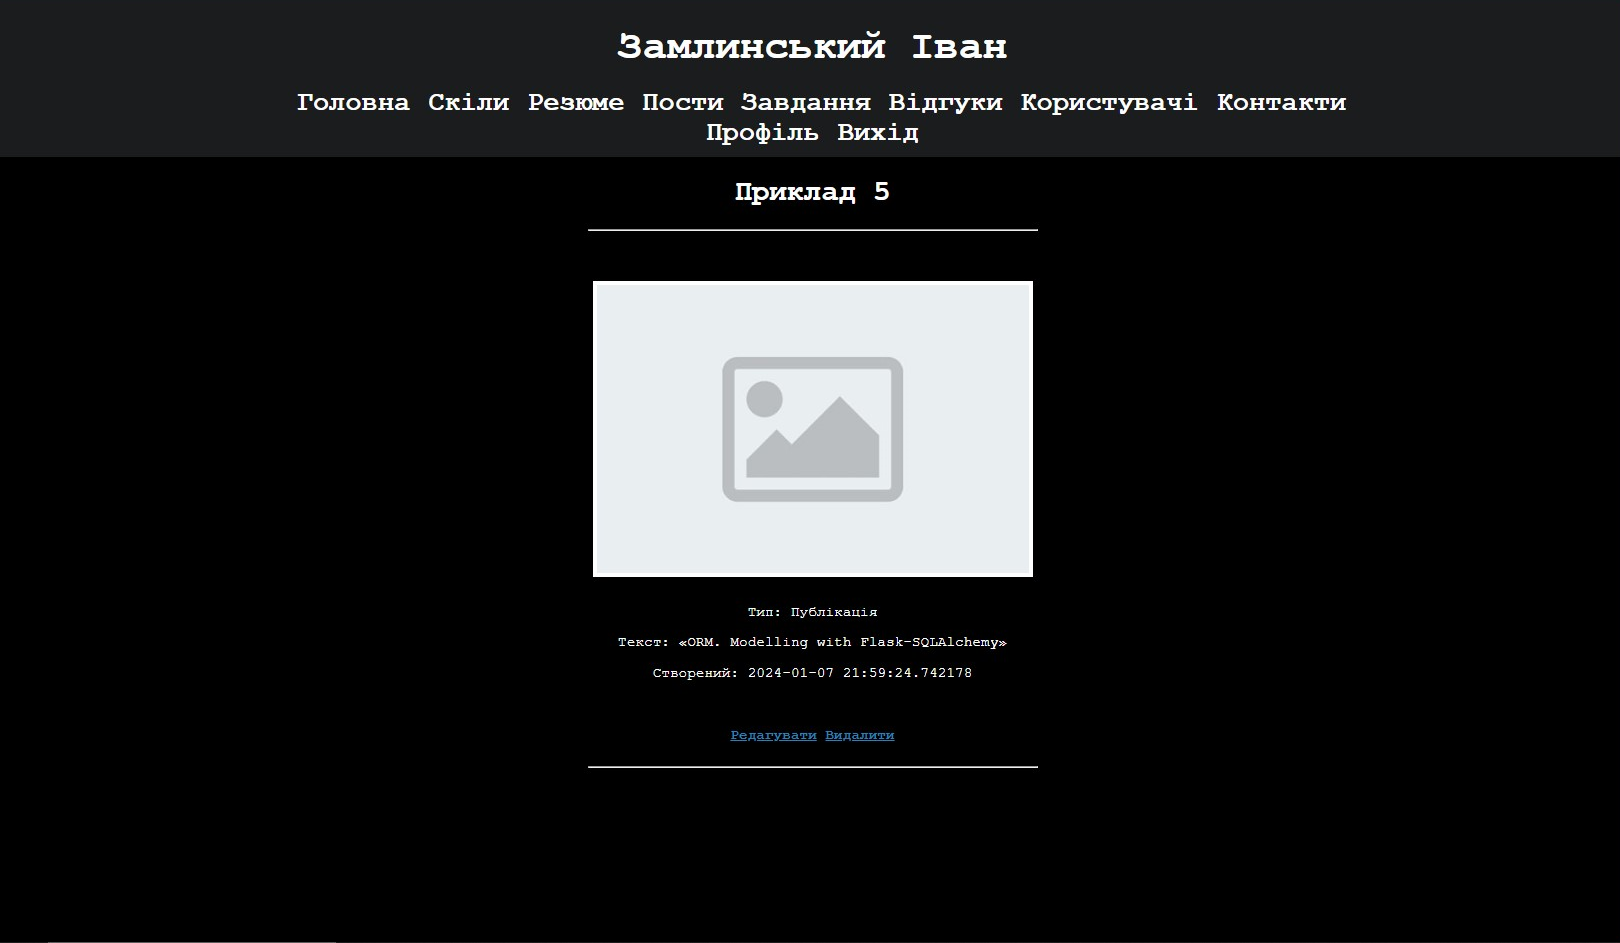 Замлинський Іван
Головна Скіли Резюме Пости Завдання Відгуки Користувачі Контакти
Профіль Вихід
Приклад 5
Тип: Публікація
Текст: «ORM. Modelling with Flask-SQLAlchemy»
Створений: 2024-01-07 21:59:24.742178
Редагувати Видалити